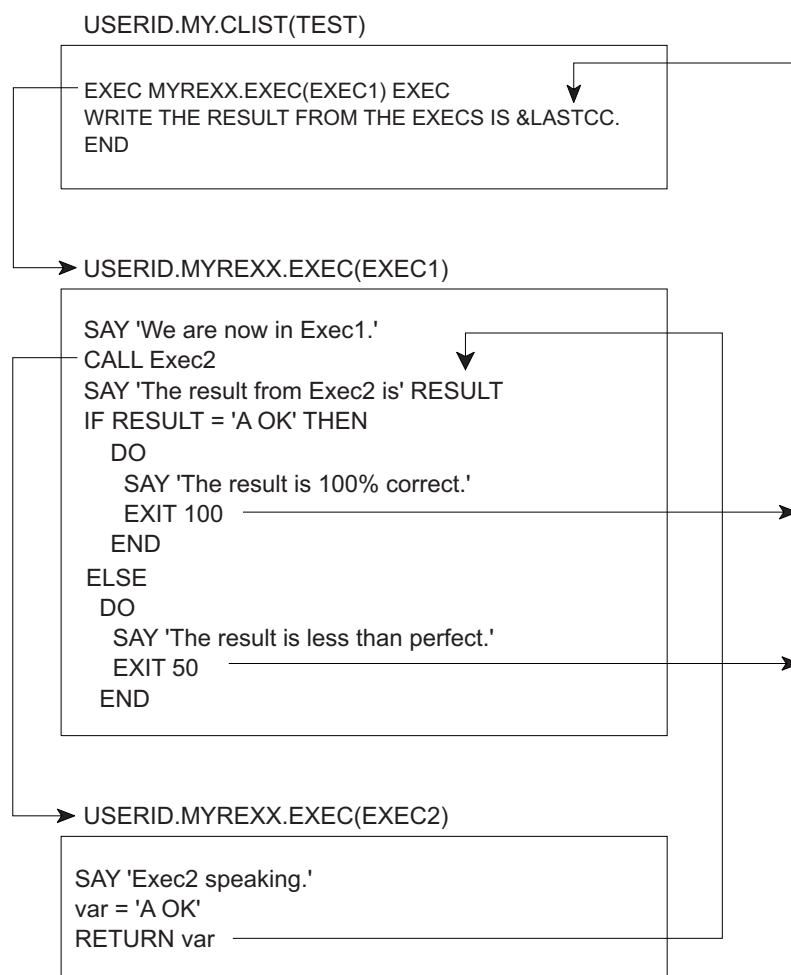 USERID.MY.CLIST(TEST)
EXEC MYREXX.EXEC(EXEC1) EXEC
WRITE THE RESULT FROM THE EXECS IS &LASTCC.
END
USERID.MYREXX.EXEC(EXEC1)
SAY 'We are now in Exec1.'
CALL Exec2
SAY 'The result from Exec2 is' RESULT
IF RESULT = 'A OK' THEN
DO
SAY 'The result is 100% correct.'
EXIT 100
END
ELSE
DO
SAY 'The result is less than perfect.'
EXIT 50
END
USERID.MYREXX.EXEC(EXEC2)
SAY 'Exec2 speaking.'
var = 'A OK'
RETURN var